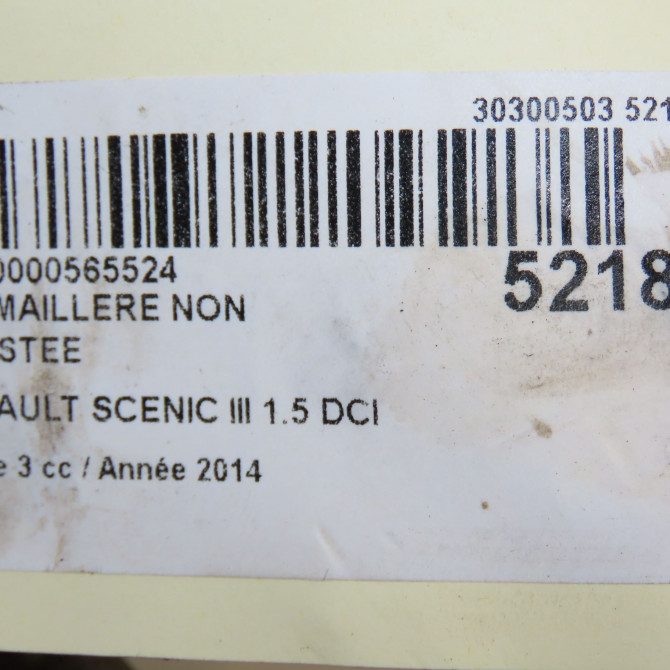 30300503 521
0000565524
5218
MAILLERE NON
STEE
AULT SCENIC III 1.5 DCI
e 3 cc / Année 2014